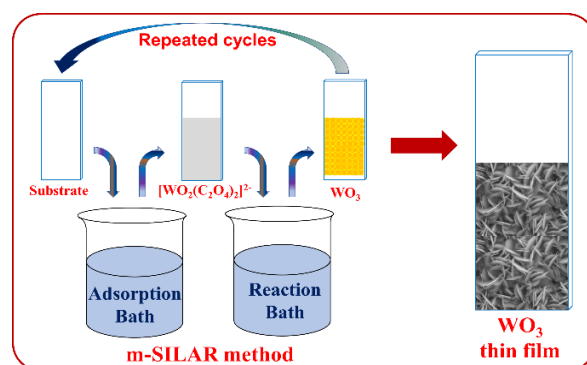 Repeated cycles
Substrate
[WO₂(C₂O₄)₂]²⁻
WO₃
Adsorption
Bath
Reaction
Bath
m-SILAR method
WO₃
thin film